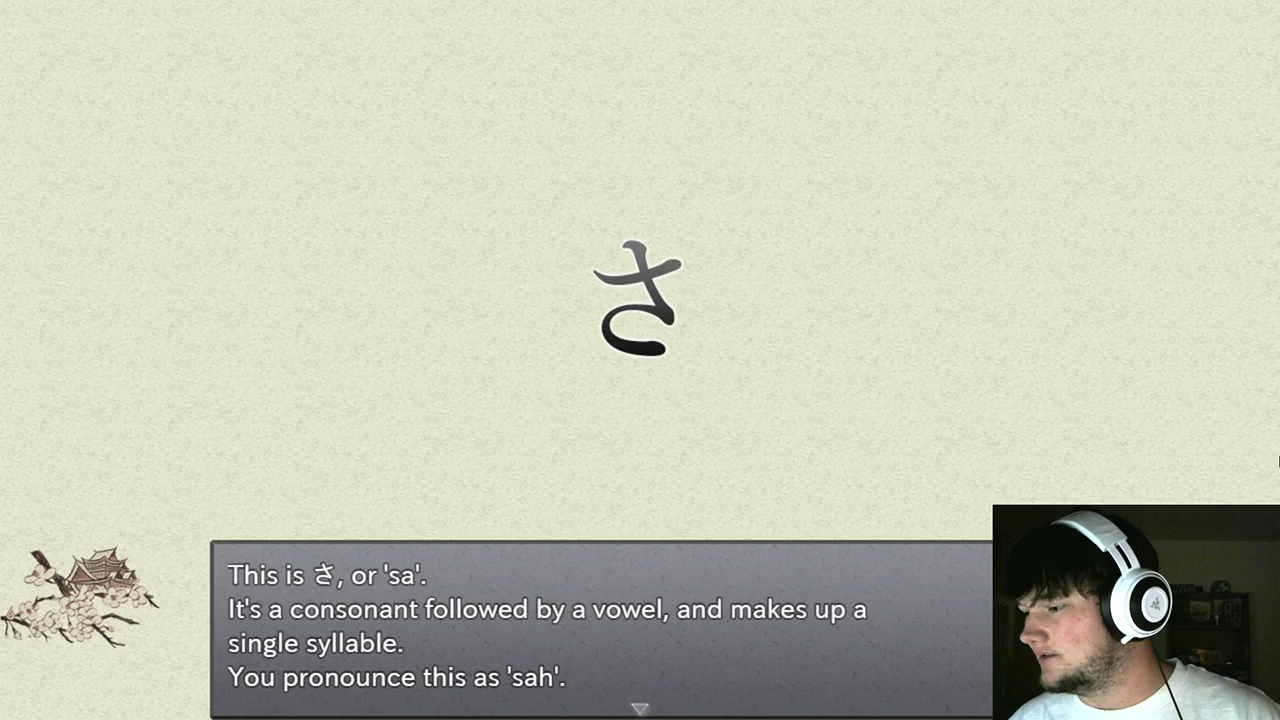 さ
This is さ, or 'sa'.
It's a consonant followed by a vowel, and makes up a
single syllable.
You pronounce this as 'sah'.